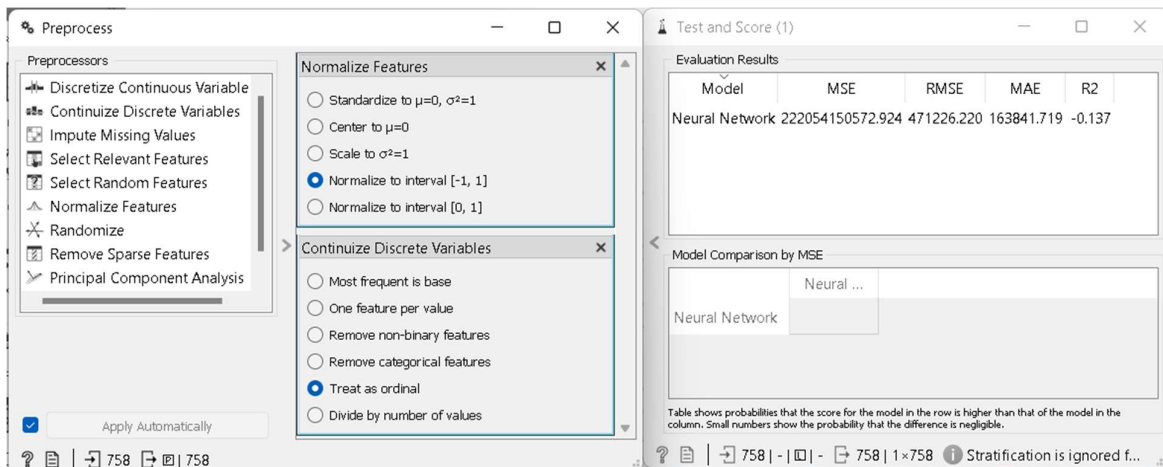 Preprocess
Preprocessors
Discretize Continuous Variable
Continuize Discrete Variables
Impute Missing Values
Select Relevant Features
Select Random Features
Normalize Features
Randomize
Remove Sparse Features
Principal Component Analysis
Apply Automatically
758 758
Normalize Features
Standardize to μ=0, σ²=1
Center to μ=0
Scale to σ²=1
Normalize to interval [-1, 1]
Normalize to interval [0, 1]
Continuize Discrete Variables
Most frequent is base
One feature per value
Remove non-binary features
Remove categorical features
Treat as ordinal
Divide by number of values
Test and Score (1)
Evaluation Results
Model MSE RMSE MAE R2
Neural Network 222054150572.924 471226.220 163841.719 -0.137
Model Comparison by MSE
Neural ...
Neural Network
Table shows probabilities that the score for the model in the row is higher than that of the model in the
column. Small numbers show the probability that the difference is negligible.
758 | - | - 758 | 1×758 Stratification is ignored f...